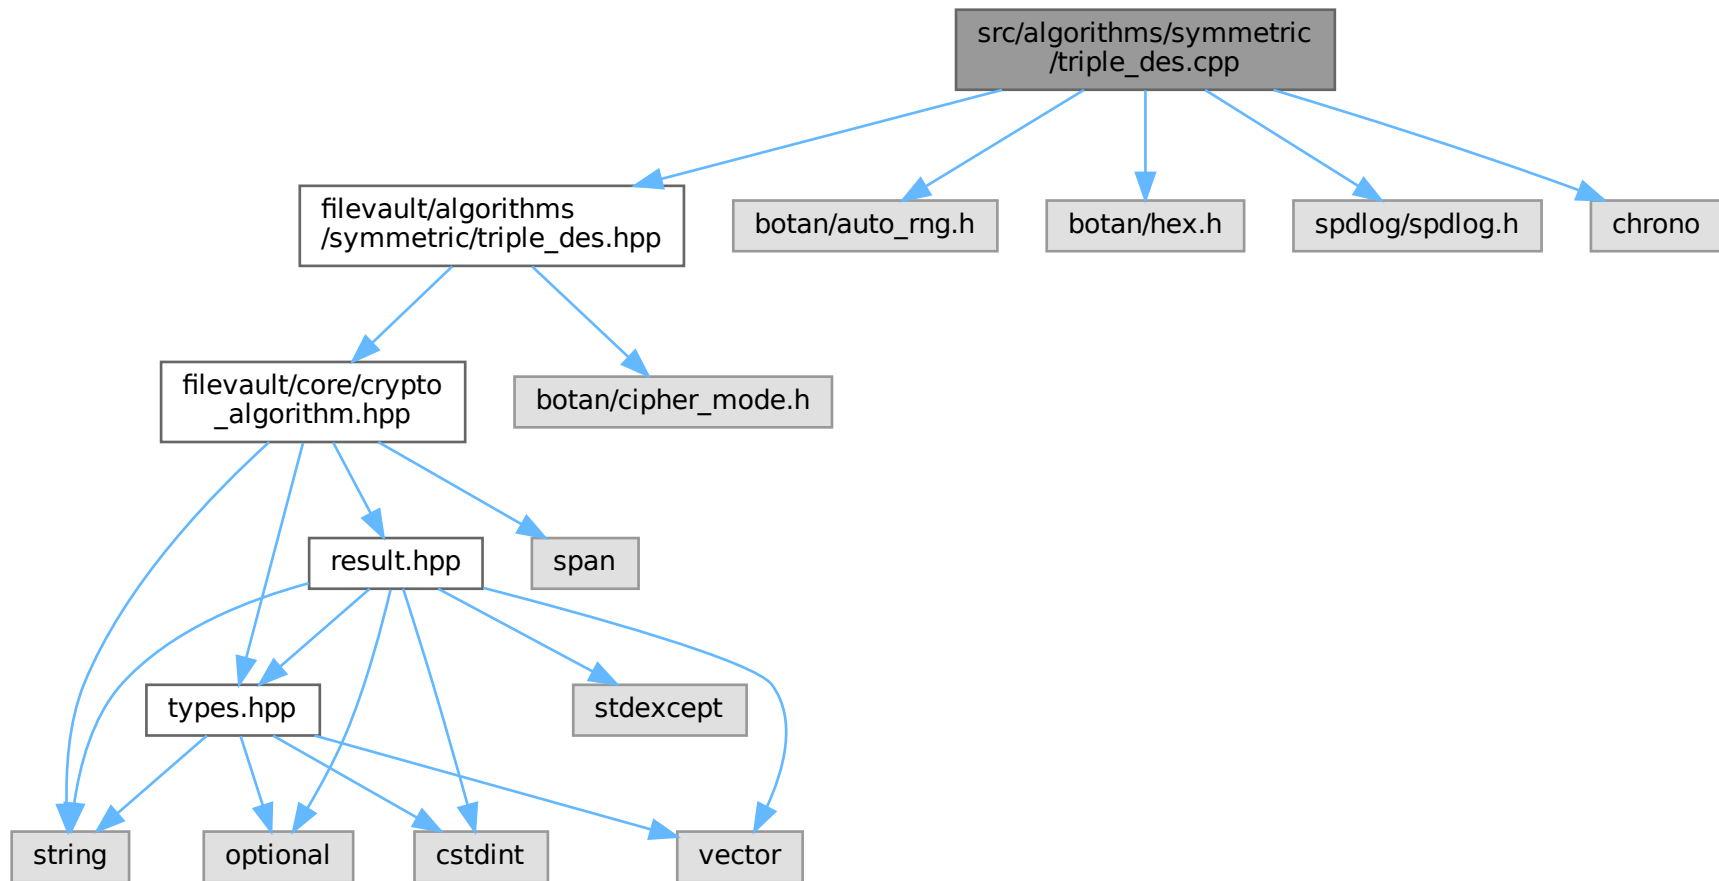 src/algorithms/symmetric
/triple_des.cpp
filevault/algorithms
/symmetric/triple_des.hpp
botan/auto_rng.h
botan/hex.h
spdlog/spdlog.h
chrono
filevault/core/crypto
_algorithm.hpp
botan/cipher_mode.h
result.hpp
span
types.hpp
stdexcept
string
optional
cstdint
vector